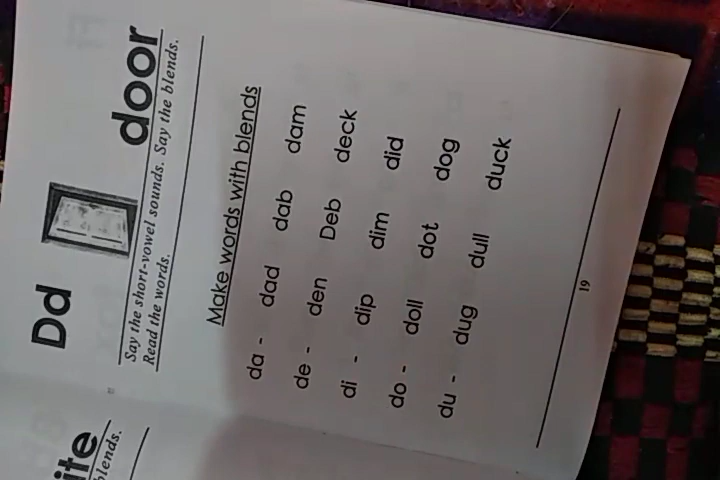 ite
blends.
Dd door
Say the short-vowel sounds. Say the blends.
Read the words.
Make words with blends
da - dad dab dam
de - den Deb deck
di - dip dim did
do - doll dot dog
du - dug dull duck
19